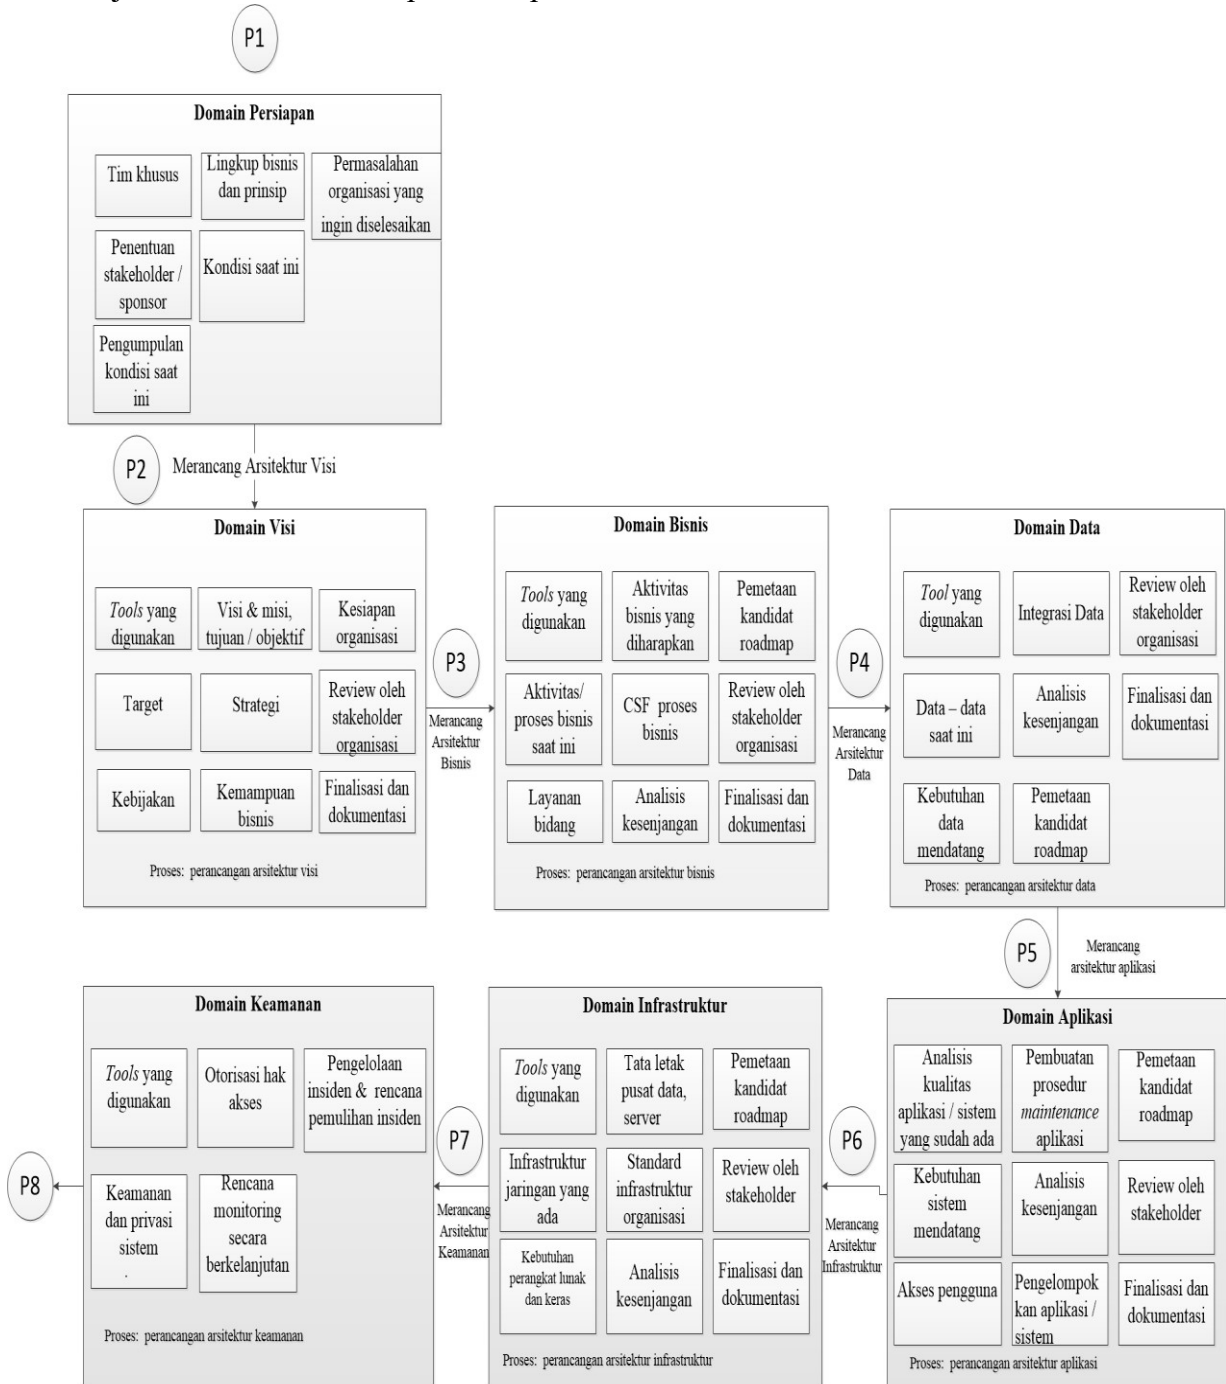 P1
Domain Persiapan
Tim khusus
Lingkup bisnis
dan prinsip
Permasalahan
organisasi yang
ingin diselesaikan
Penentuan
stakeholder /
sponsor
Kondisi saat ini
Pengumpulan
kondisi saat
ini
P2
Merancang Arsitektur Visi
Domain Visi
Tools yang
digunakan
Visi & misi,
tujuan / objektif
Kesiapan
organisasi
Target
Strategi
Review oleh
stakeholder
organisasi
Kebijakan
Kemampuan
bisnis
Finalisasi dan
dokumentasi
Proses: perancangan arsitektur visi
P3
Merancang
Arsitektur
Bisnis
Domain Bisnis
Tools yang
digunakan
Aktivitas
bisnis yang
diharapkan
Pemetaan
kandidat
roadmap
Aktivitas/
proses bisnis
saat ini
CSF proses
bisnis
Review oleh
stakeholder
organisasi
Layanan
bidang
Analisis
kesenjangan
Finalisasi dan
dokumentasi
Proses: perancangan arsitektur bisnis
P4
Merancang
Arsitektur
Data
Domain Data
Tool yang
digunakan
Integrasi Data
Review oleh
stakeholder
organisasi
Data – data
saat ini
Analisis
kesenjangan
Finalisasi dan
dokumentasi
Kebutuhan
data
mendatang
Pemetaan
kandidat
roadmap
Proses: perancangan arsitektur data
P5
Merancang
arsitektur aplikasi
Domain Aplikasi
Analisis
kualitas
aplikasi / sistem
yang sudah ada
Pembuatan
prosedur
maintenance
aplikasi
Pemetaan
kandidat
roadmap
Kebutuhan
sistem
mendatang
Analisis
kesenjangan
Review oleh
stakeholder
Akses pengguna
Pengelompok
kan aplikasi /
sistem
Finalisasi dan
dokumentasi
Proses: perancangan arsitektur aplikasi
P6
Merancang
Arsitektur
Infrastruktur
Domain Infrastruktur
Tools yang
digunakan
Tata letak
pusat data,
server
Pemetaan
kandidat
roadmap
Infrastruktur
jaringan yang
ada
Standard
infrastruktur
organisasi
Review oleh
stakeholder
Kebutuhan
perangkat lunak
dan keras
Analisis
kesenjangan
Finalisasi dan
dokumentasi
Proses: perancangan arsitektur infrastruktur
P7
Merancang
Arsitektur
Keamanan
Domain Keamanan
Tools yang
digunakan
Otorisasi hak
akses
Pengelolaan
insiden & rencana
pemulihan insiden
Keamanan
dan privasi
sistem
.
Rencana
monitoring
secara
berkelanjutan
Proses: perancangan arsitektur keamanan
P8